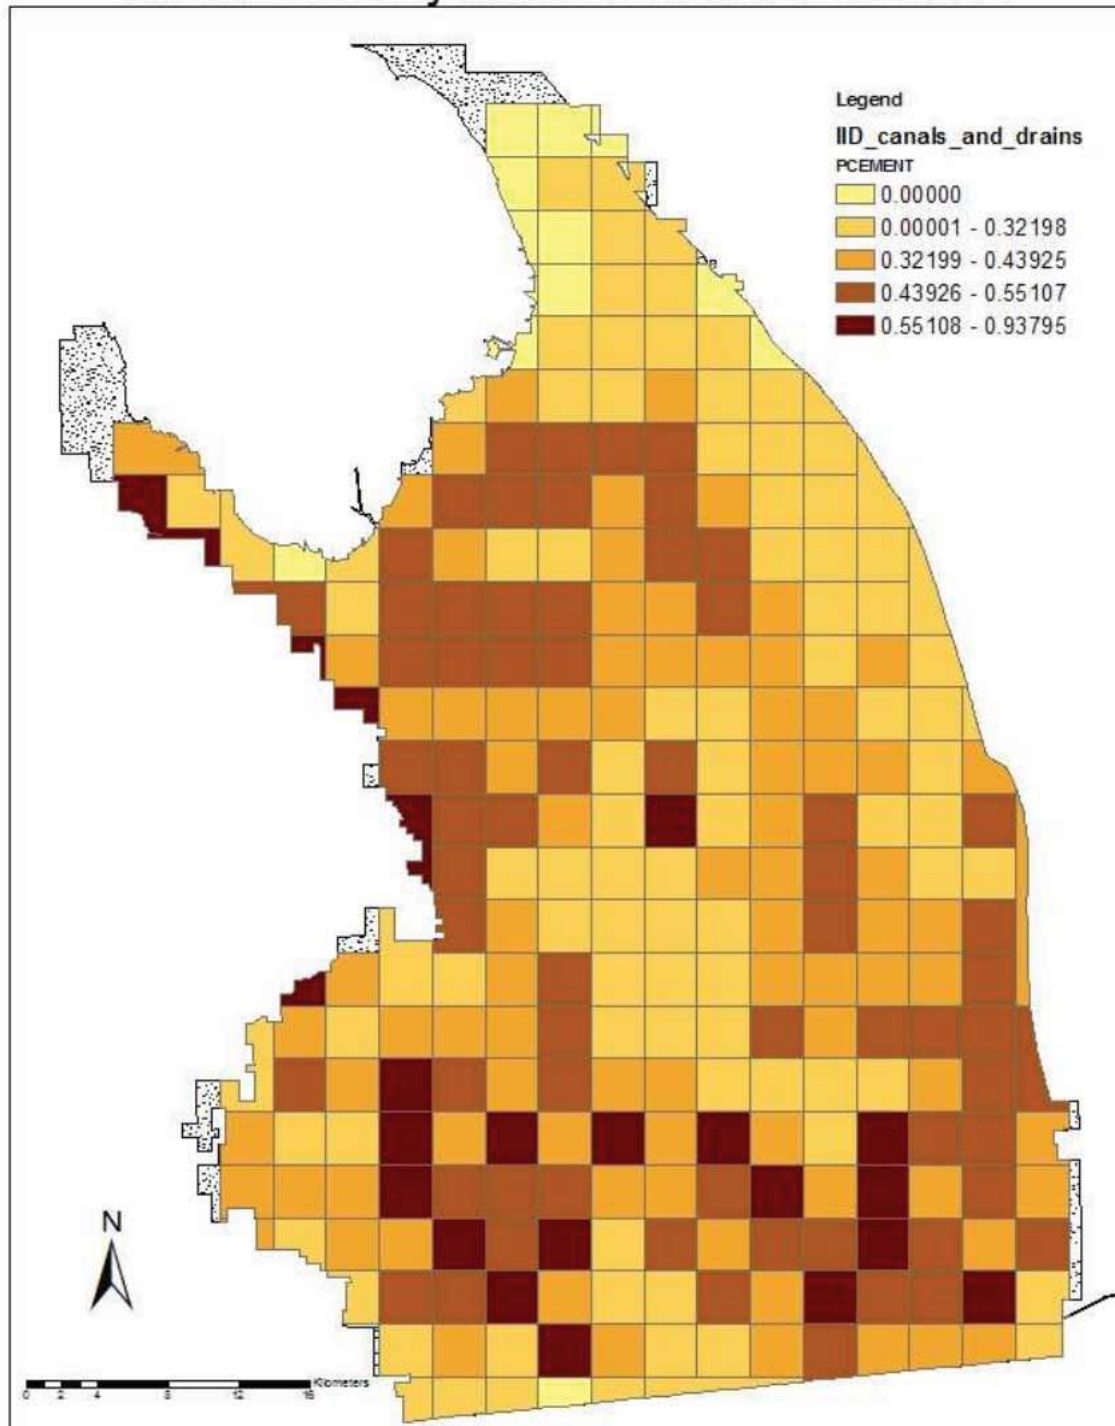 Legend
IID_canals_and_drains
PCEMENT
0.00000
0.00001 - 0.32198
0.32199 - 0.43925
0.43926 - 0.55107
0.55108 - 0.93795
N
Kilometers
0 2 4 8 12 16